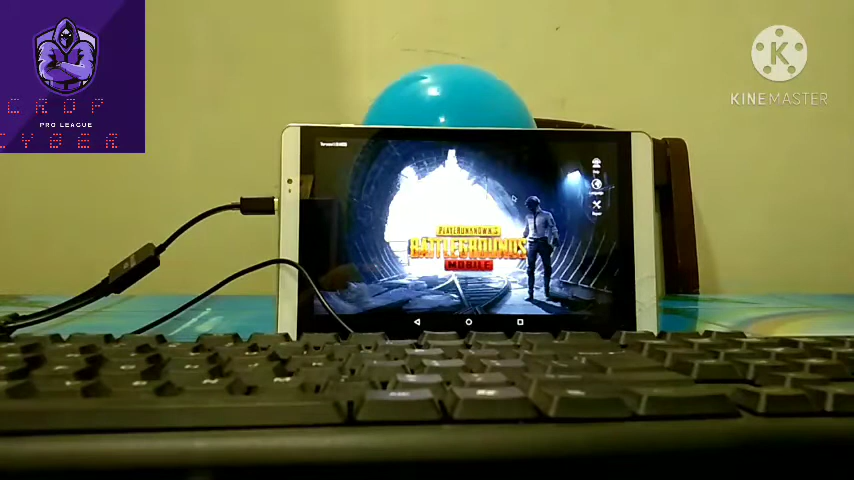 CROP
PRO LEAGUE
CYBER
K
KINEMASTER
PLAYERUNKNOWN'S
BATTLEGROUNDS
MOBILE